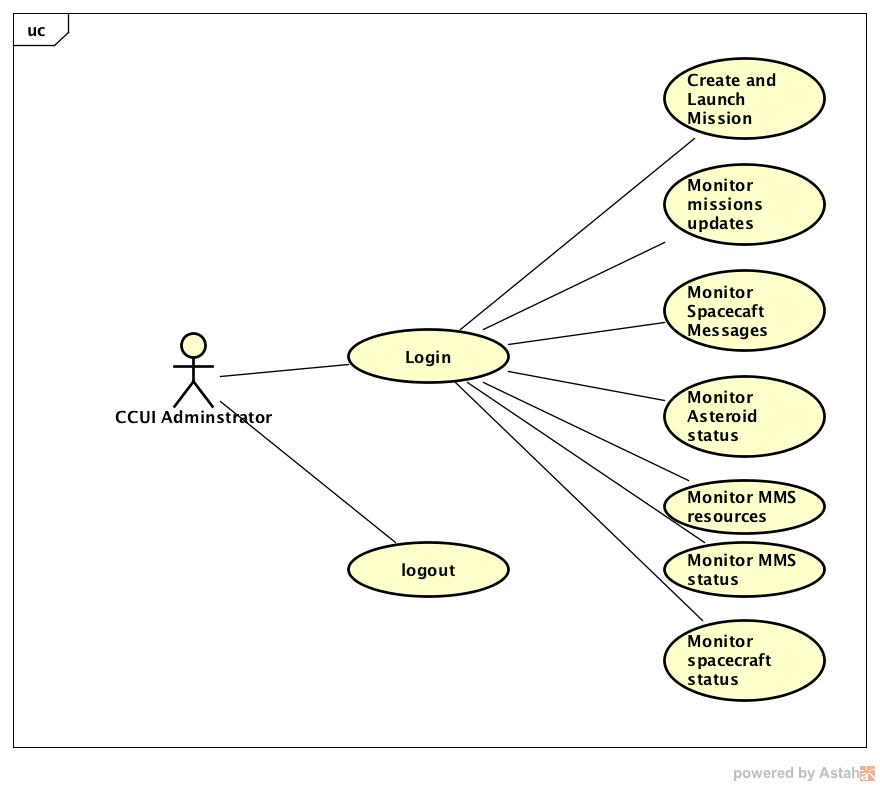 uc
Create and
Launch
Mission
Monitor
missions
updates
Monitor
Spacecaft
Messages
Login
CCUI Adminstrator
Monitor
Asteroid
status
Monitor MMS
resources
logout
Monitor MMS
status
Monitor
spacecraft
status
powered by Astah